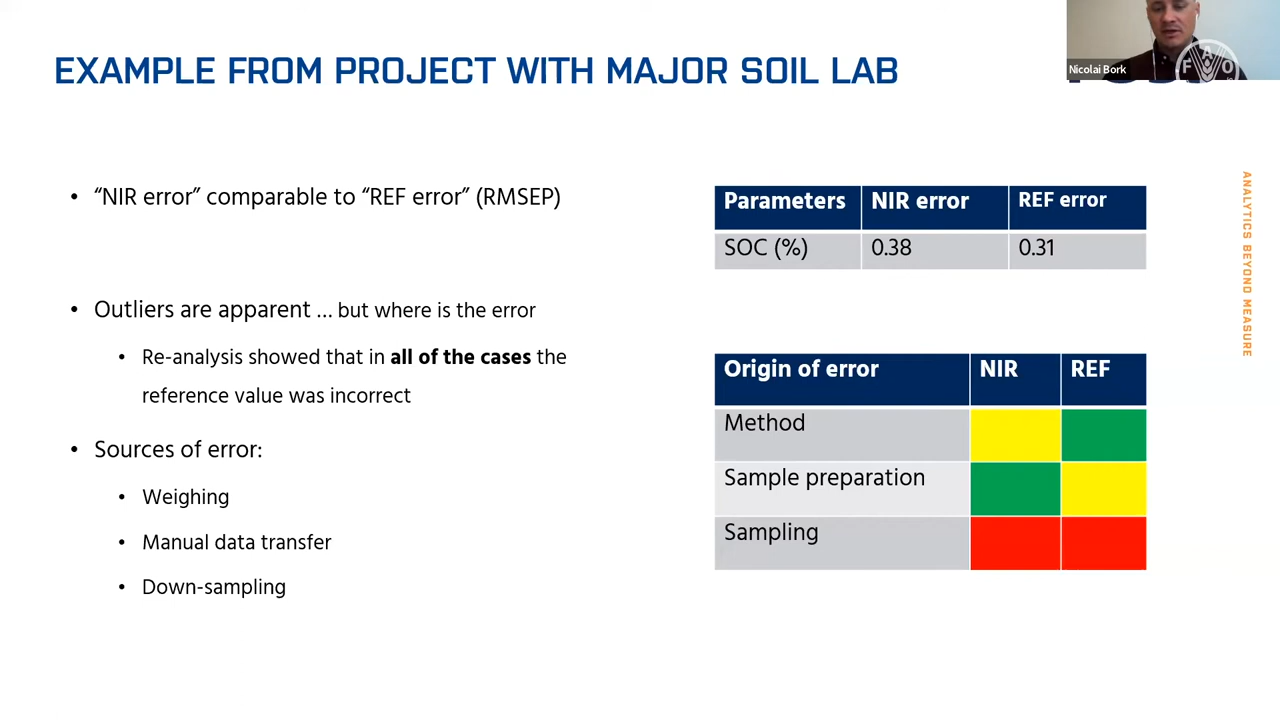 EXAMPLE FROM PROJECT WITH MAJOR SOIL LAB
Nicolai Bork
FAO
• “NIR error” comparable to “REF error” (RMSEP)
• Outliers are apparent … but where is the error
• Re-analysis showed that in all of the cases the
reference value was incorrect
• Sources of error:
• Weighing
• Manual data transfer
• Down-sampling
Parameters NIR error REF error
SOC (%) 0.38 0.31
Origin of error NIR REF
Method
Sample preparation
Sampling
ANALYTICS BEYOND MEASURE